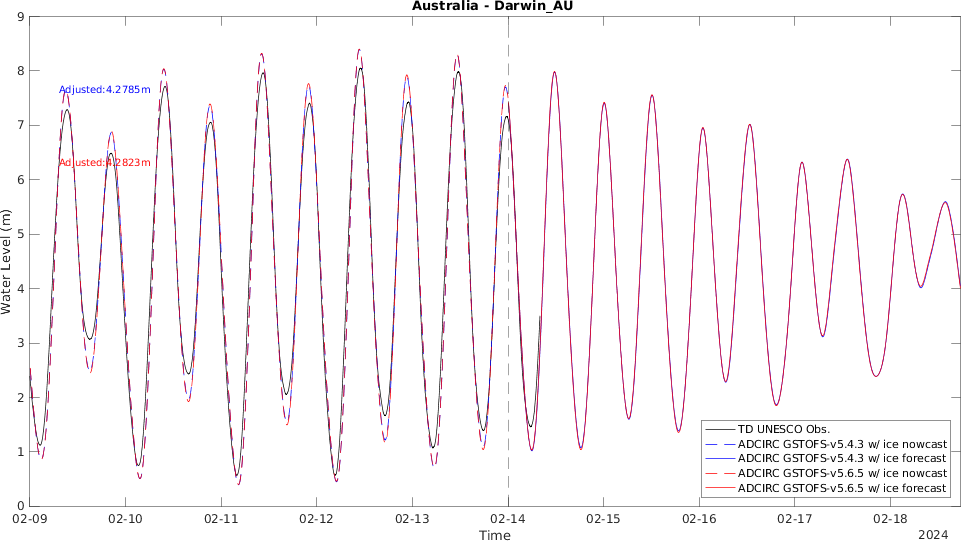 Australia - Darwin_AU
9
8
7
6
5
4
3
2
1
0
Water Level (m)
Adjusted:4.2785m
Adjusted:4.2823m
TD UNESCO Obs.
ADCIRC GSTOFS-v5.4.3 w/ ice nowcast
ADCIRC GSTOFS-v5.4.3 w/ ice forecast
ADCIRC GSTOFS-v5.6.5 w/ ice nowcast
ADCIRC GSTOFS-v5.6.5 w/ ice forecast
02-09 02-10 02-11 02-12 02-13 02-14 02-15 02-16 02-17 02-18
Time
2024